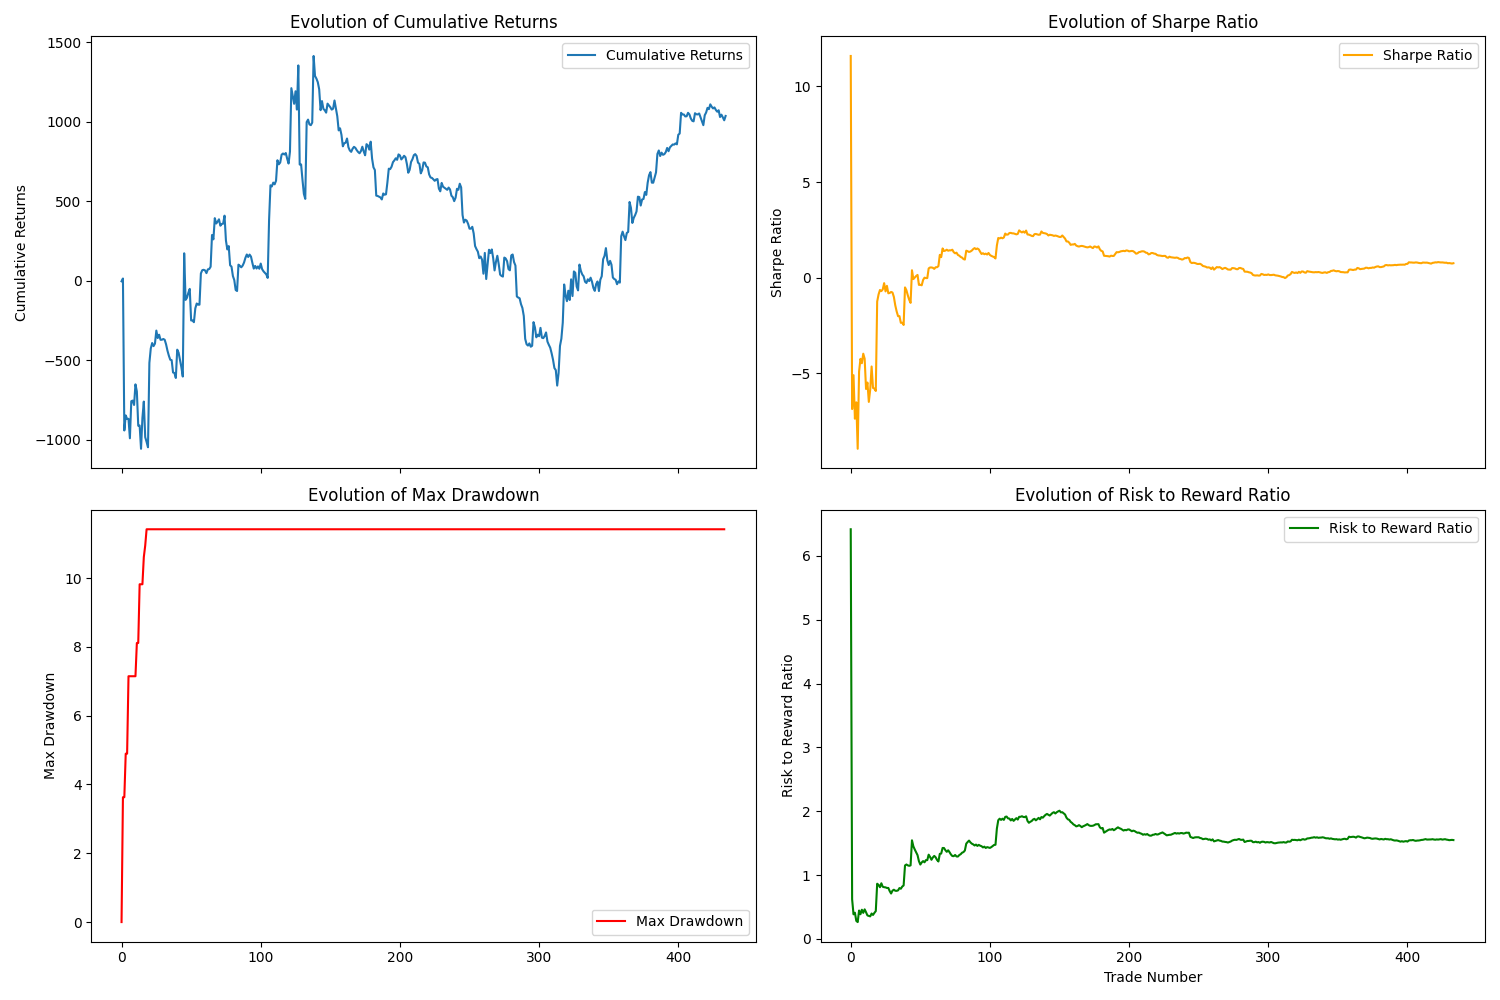 Evolution of Cumulative Returns
Cumulative Returns
1500
1000
500
0
−500
−1000
Cumulative Returns
Evolution of Sharpe Ratio
Sharpe Ratio
10
5
0
−5
Sharpe Ratio
Evolution of Max Drawdown
10
8
6
4
2
0
Max Drawdown
Max Drawdown
0 100 200 300 400
Evolution of Risk to Reward Ratio
Risk to Reward Ratio
6
5
4
3
2
1
0
Risk to Reward Ratio
0 100 200 300 400
Trade Number